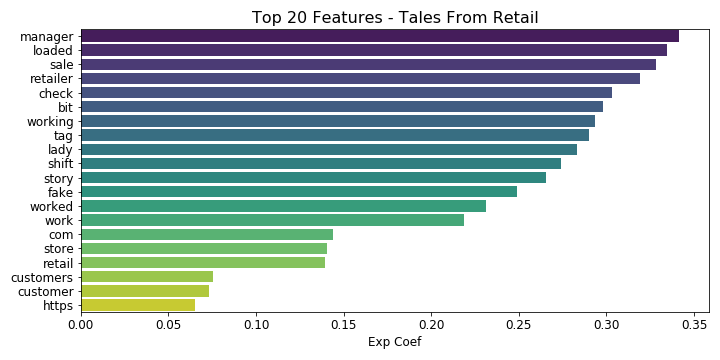 Top 20 Features - Tales From Retail
manager
loaded
sale
retailer
check
bit
working
tag
lady
shift
story
fake
worked
work
com
store
retail
customers
customer
https
0.00 0.05 0.10 0.15 0.20 0.25 0.30 0.35
Exp Coef